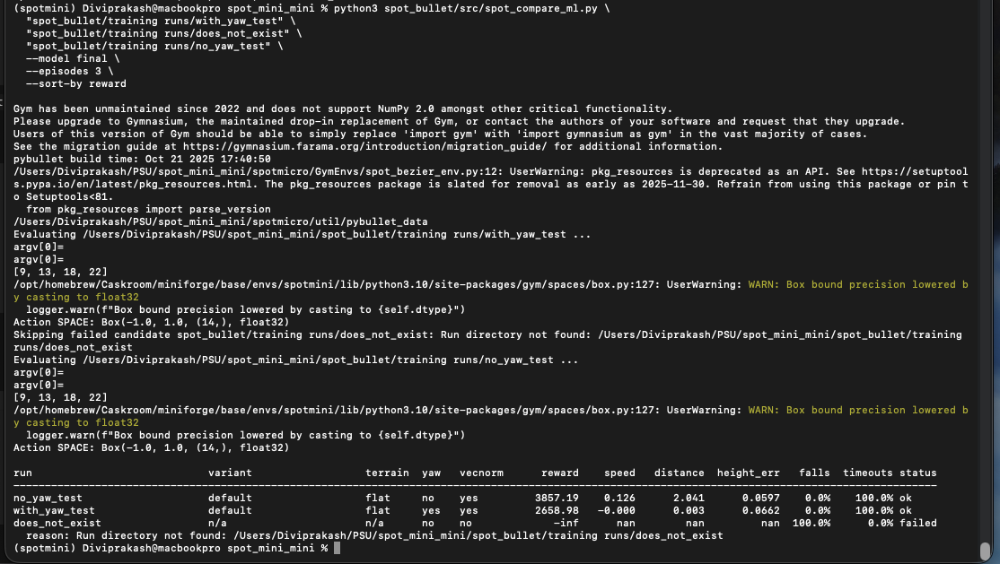 (spotmini) Diviprakash@macbookpro spot_mini_mini % python3 spot_bullet/src/spot_compare_ml.py \
  "spot_bullet/training runs/with_yaw_test" \
  "spot_bullet/training runs/does_not_exist" \
  "spot_bullet/training runs/no_yaw_test" \
  --model final \
  --episodes 3 \
  --sort-by reward

Gym has been unmaintained since 2022 and does not support NumPy 2.0 amongst other critical functionality.
Please upgrade to Gymnasium, the maintained drop-in replacement of Gym, or contact the authors of your software and request that they upgrade.
Users of this version of Gym should be able to simply replace 'import gym' with 'import gymnasium as gym' in the vast majority of cases.
See the migration guide at https://gymnasium.farama.org/introduction/migration_guide/ for additional information.
pybullet build time: Oct 21 2025 17:40:50
/Users/Diviprakash/PSU/spot_mini_mini/spotmicro/GymEnvs/spot_bezier_env.py:12: UserWarning: pkg_resources is deprecated as an API. See https://setuptool
s.pypa.io/en/latest/pkg_resources.html. The pkg_resources package is slated for removal as early as 2025-11-30. Refrain from using this package or pin t
o Setuptools<81.
  from pkg_resources import parse_version
/Users/Diviprakash/PSU/spot_mini_mini/spotmicro/util/pybullet_data
Evaluating /Users/Diviprakash/PSU/spot_mini_mini/spot_bullet/training runs/with_yaw_test ...
argv[0]=
argv[0]=
[9, 13, 18, 22]
/opt/homebrew/Caskroom/miniforge/base/envs/spotmini/lib/python3.10/site-packages/gym/spaces/box.py:127: UserWarning: WARN: Box bound precision lowered b
y casting to float32
  logger.warn(f"Box bound precision lowered by casting to {self.dtype}")
Action SPACE: Box(-1.0, 1.0, (14,), float32)
Skipping failed candidate spot_bullet/training runs/does_not_exist: Run directory not found: /Users/Diviprakash/PSU/spot_mini_mini/spot_bullet/training
runs/does_not_exist
Evaluating /Users/Diviprakash/PSU/spot_mini_mini/spot_bullet/training runs/no_yaw_test ...
argv[0]=
argv[0]=
[9, 13, 18, 22]
/opt/homebrew/Caskroom/miniforge/base/envs/spotmini/lib/python3.10/site-packages/gym/spaces/box.py:127: UserWarning: WARN: Box bound precision lowered b
y casting to float32
  logger.warn(f"Box bound precision lowered by casting to {self.dtype}")
Action SPACE: Box(-1.0, 1.0, (14,), float32)

run variant terrain yaw vecnorm reward speed distance height_err falls timeouts status
no_yaw_test default flat no yes 3857.19 0.126 2.041 0.0597 0.0% 100.0% ok
with_yaw_test default flat yes yes 2658.98 -0.000 0.003 0.0662 0.0% 100.0% ok
does_not_exist n/a n/a no no -inf nan nan nan 100.0% 0.0% failed
  reason: Run directory not found: /Users/Diviprakash/PSU/spot_mini_mini/spot_bullet/training runs/does_not_exist
(spotmini) Diviprakash@macbookpro spot_mini_mini %